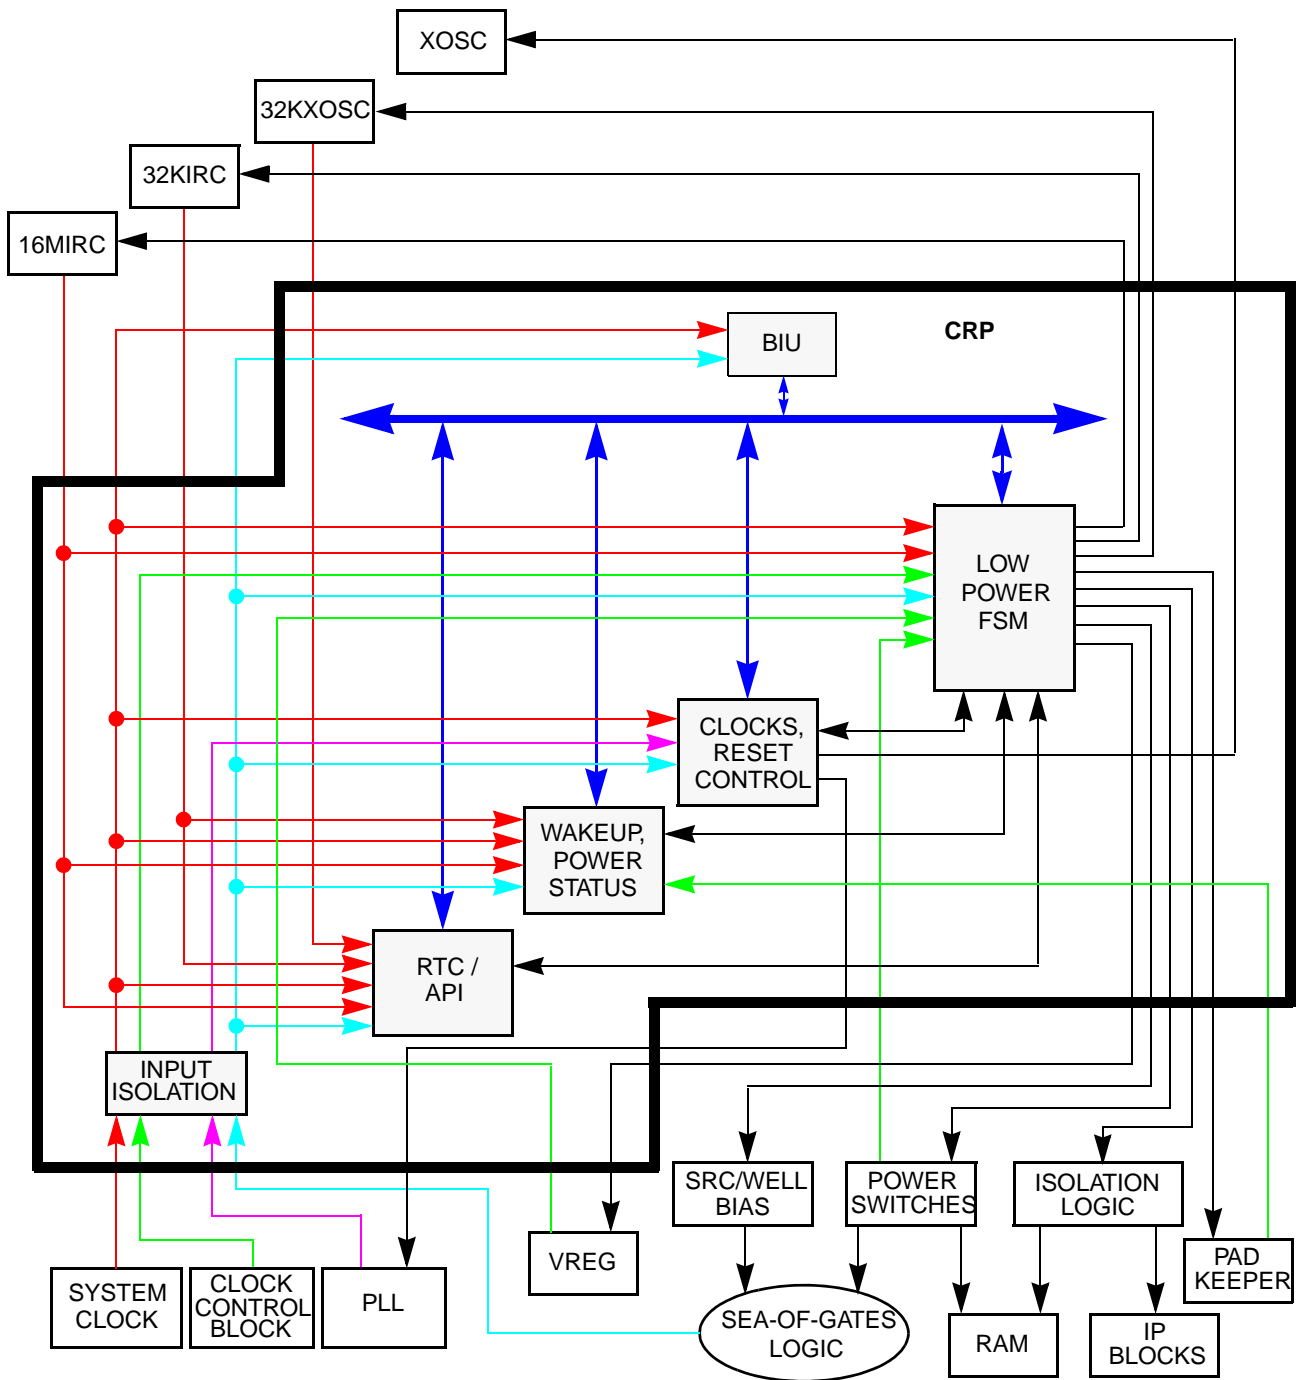 XOSC
32KXOSC
32KIRC
16MIRC
BIU
CRP
LOW
POWER
FSM
CLOCKS,
RESET
CONTROL
WAKEUP,
POWER
STATUS
RTC /
API
INPUT
ISOLATION
SRC/WELL
BIAS
POWER
SWITCHES
ISOLATION
LOGIC
PAD
KEEPER
VREG
SYSTEM
CLOCK
CLOCK
CONTROL
BLOCK
PLL
SEA-OF-GATES
LOGIC
RAM
IP
BLOCKS